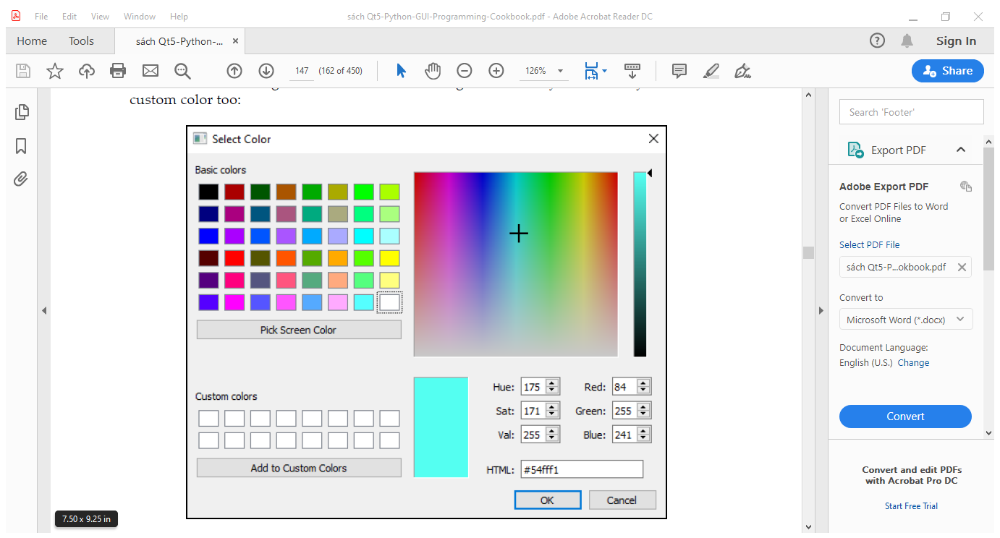 File Edit View Window Help
sách Qt5-Python-GUI-Programming-Cookbook.pdf - Adobe Acrobat Reader DC
Home Tools sách Qt5-Python-... × Sign In
147 (162 of 450) 126% Share
custom color too:
Select Color
Basic colors
Pick Screen Color
Custom colors
Add to Custom Colors
Hue: 175 Red: 84
Sat: 171 Green: 255
Val: 255 Blue: 241
HTML: #54fff1
OK Cancel
7.50 x 9.25 in
Search 'Footer'
Export PDF
Adobe Export PDF
Convert PDF Files to Word
or Excel Online
Select PDF File
sách Qt5-P...okbook.pdf
Convert to
Microsoft Word (*.docx)
Document Language:
English (U.S.) Change
Convert
Convert and edit PDFs
with Acrobat Pro DC
Start Free Trial